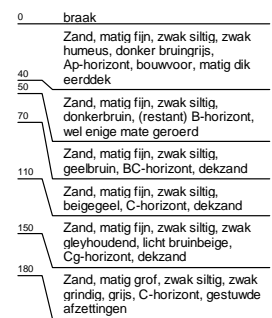 0 braak
Zand, matig fijn, zwak siltig, zwak
humeus, donker bruingrijs,
Ap-horizont, bouwvoor, matig dik
eerddek
40
50
Zand, matig fijn, zwak siltig,
donkerbruin, (restant) B-horizont,
wel enige mate geroerd
70
Zand, matig fijn, zwak siltig,
geelbruin, BC-horizont, dekzand
110
Zand, matig fijn, zwak siltig,
beigegeel, C-horizont, dekzand
150
Zand, matig fijn, zwak siltig, zwak
gleyhoudend, licht bruinbeige,
Cg-horizont, dekzand
180
Zand, matig grof, zwak siltig, zwak
grindig, grijs, C-horizont, gestuwde
afzettingen